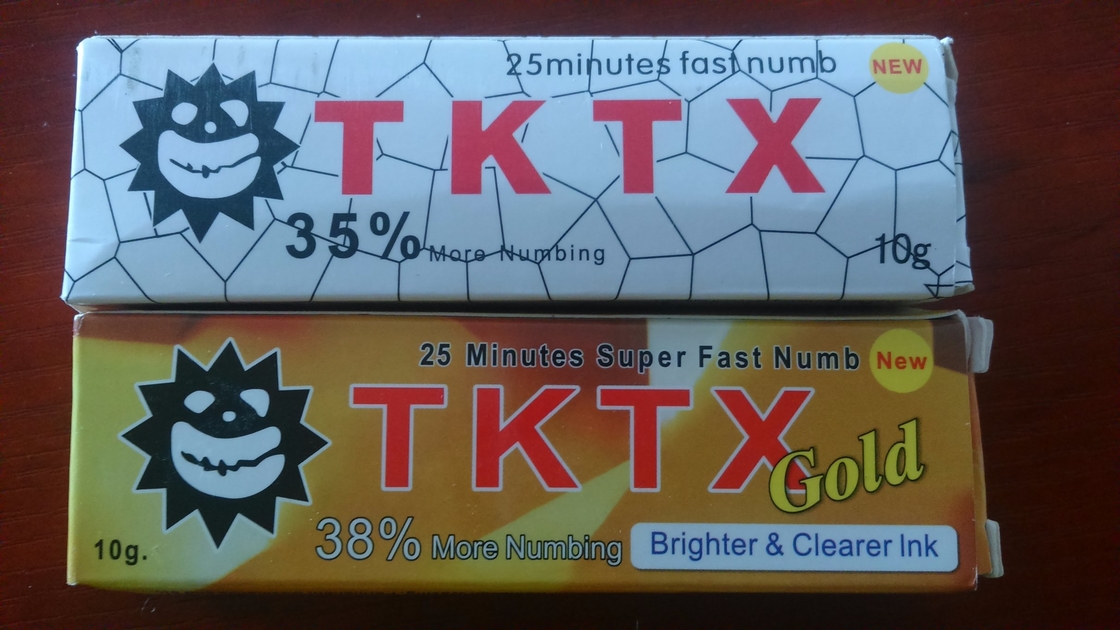 25minutes fast numb
NEW
TKTX
35% More Numbing
10g
25 Minutes Super Fast Numb
New
TKTX
Gold
38% More Numbing
Brighter & Clearer Ink
10g.